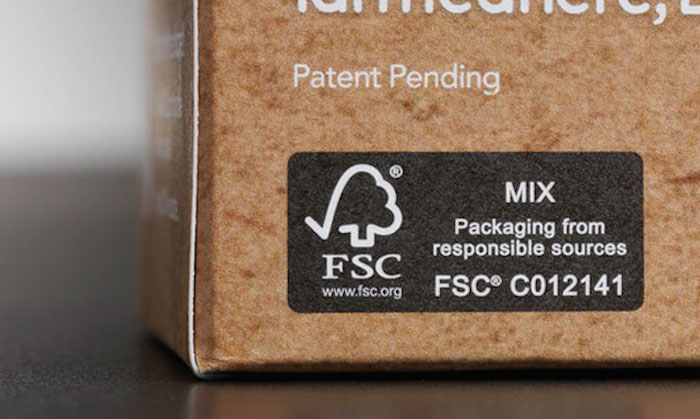 Patent Pending
MIX
Packaging from
responsible sources
FSC® C012141
®
FSC
www.fsc.org